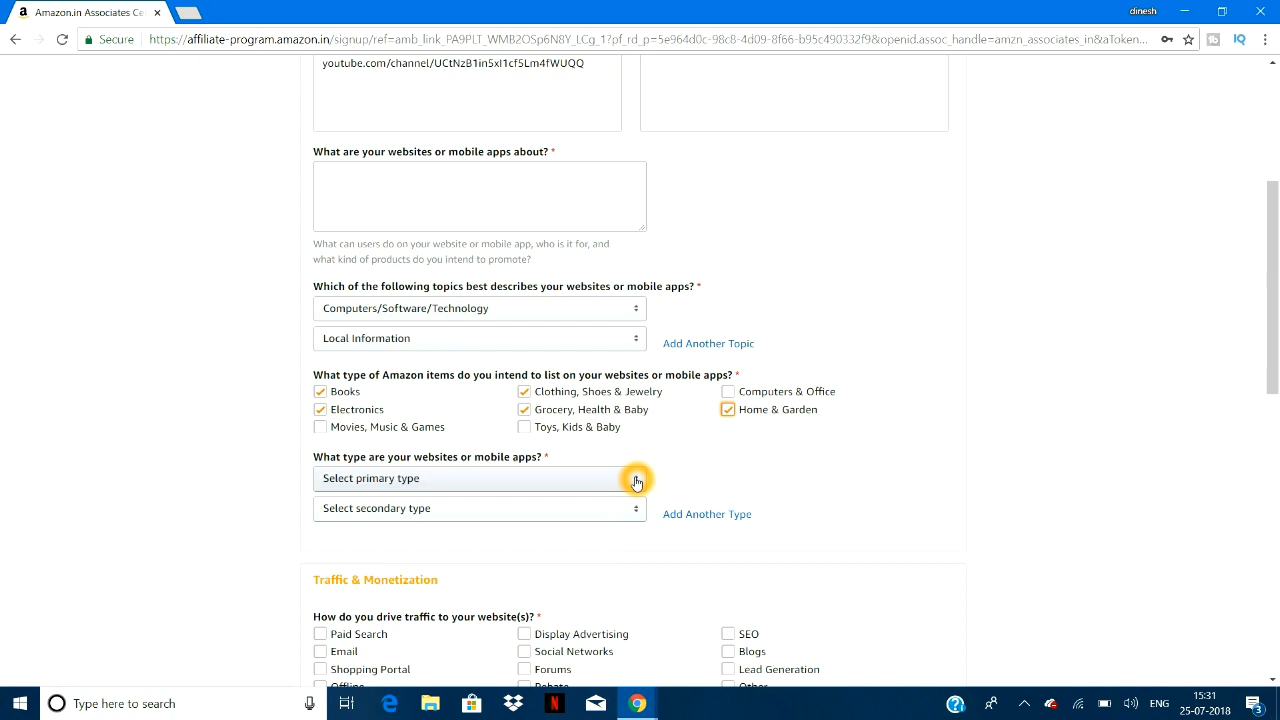 Amazon.in Associates Ce
dinesh
Secure
https://affiliate-program.amazon.in/signup/ref=amb_link_PA9PLT_WMB2OSp6N8Y_LCg_1?pf_rd_p=5e964d0c-98c8-4d09-8f66-b95c490332f9&openid.assoc_handle=amzn_associates_in&aToken...
youtube.com/channel/UCtNzB1in5xI1cf5Lm4fWUQQ
What are your websites or mobile apps about? *
What can users do on your website or mobile app, who is it for, and
what kind of products do you intend to promote?
Which of the following topics best describes your websites or mobile apps? *
Computers/Software/Technology
Local Information
Add Another Topic
What type of Amazon items do you intend to list on your websites or mobile apps? *
Books
Clothing, Shoes & Jewelry
Computers & Office
Electronics
Grocery, Health & Baby
Home & Garden
Movies, Music & Games
Toys, Kids & Baby
What type are your websites or mobile apps? *
Select primary type
Select secondary type
Add Another Type
Traffic & Monetization
How do you drive traffic to your website(s)? *
Paid Search
Display Advertising
SEO
Email
Social Networks
Blogs
Shopping Portal
Forums
Lead Generation
Offline
Rebate
Other
Type here to search
ENG
15:31
25-07-2018
3